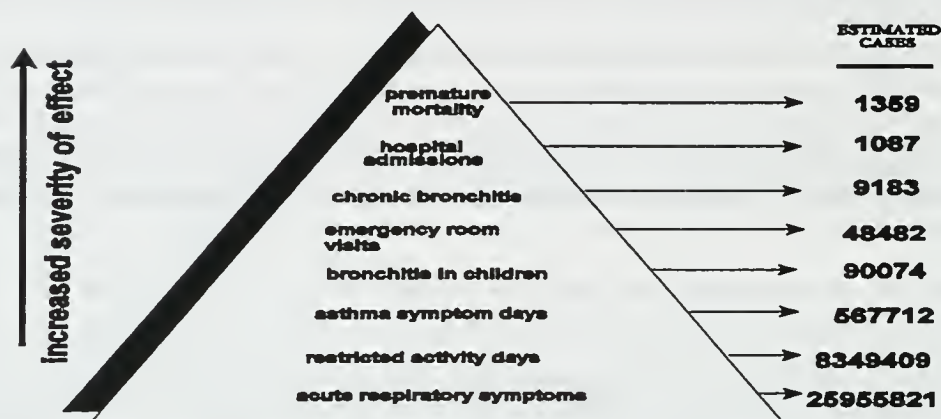 ESTIMATED
CASES
increased severity of effect
premature
mortality
1359
hospital
admissions
1087
chronic bronchitis
9183
emergency room
visits
48482
bronchitis in children
90074
asthma symptom days
567712
restricted activity days
8349409
acute respiratory symptoms
25955821